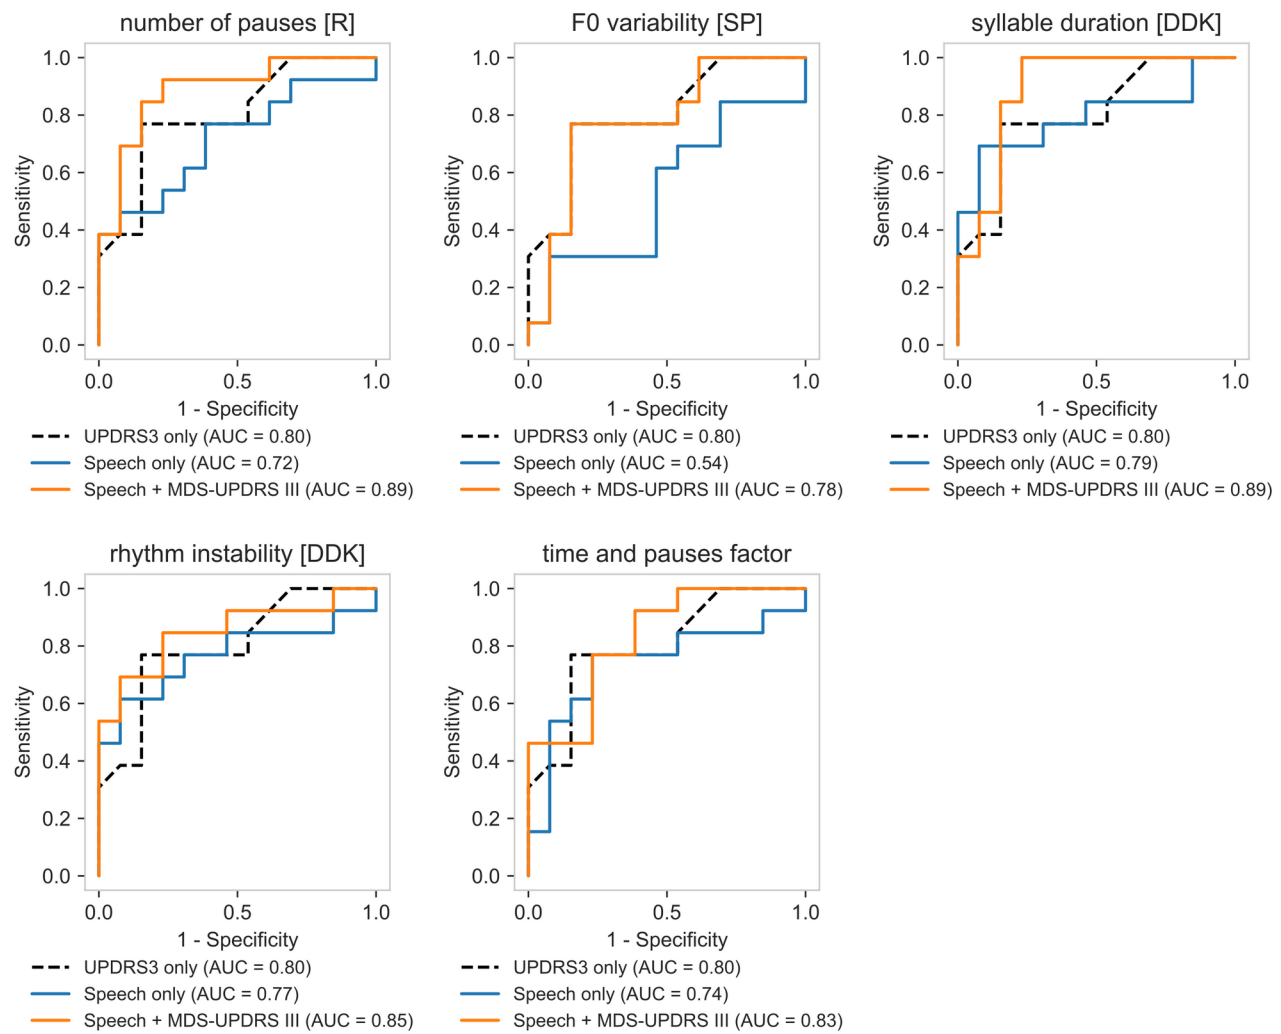 number of pauses [R]
1.0
0.8
0.6
0.4
0.2
0.0
Sensitivity
0.0 0.5 1.0
1 - Specificity
UPDRS3 only (AUC = 0.80)
Speech only (AUC = 0.72)
Speech + MDS-UPDRS III (AUC = 0.89)
F0 variability [SP]
1.0
0.8
0.6
0.4
0.2
0.0
Sensitivity
0.0 0.5 1.0
1 - Specificity
UPDRS3 only (AUC = 0.80)
Speech only (AUC = 0.54)
Speech + MDS-UPDRS III (AUC = 0.78)
syllable duration [DDK]
1.0
0.8
0.6
0.4
0.2
0.0
Sensitivity
0.0 0.5 1.0
1 - Specificity
UPDRS3 only (AUC = 0.80)
Speech only (AUC = 0.79)
Speech + MDS-UPDRS III (AUC = 0.89)
rhythm instability [DDK]
1.0
0.8
0.6
0.4
0.2
0.0
Sensitivity
0.0 0.5 1.0
1 - Specificity
UPDRS3 only (AUC = 0.80)
Speech only (AUC = 0.77)
Speech + MDS-UPDRS III (AUC = 0.85)
time and pauses factor
1.0
0.8
0.6
0.4
0.2
0.0
Sensitivity
0.0 0.5 1.0
1 - Specificity
UPDRS3 only (AUC = 0.80)
Speech only (AUC = 0.74)
Speech + MDS-UPDRS III (AUC = 0.83)